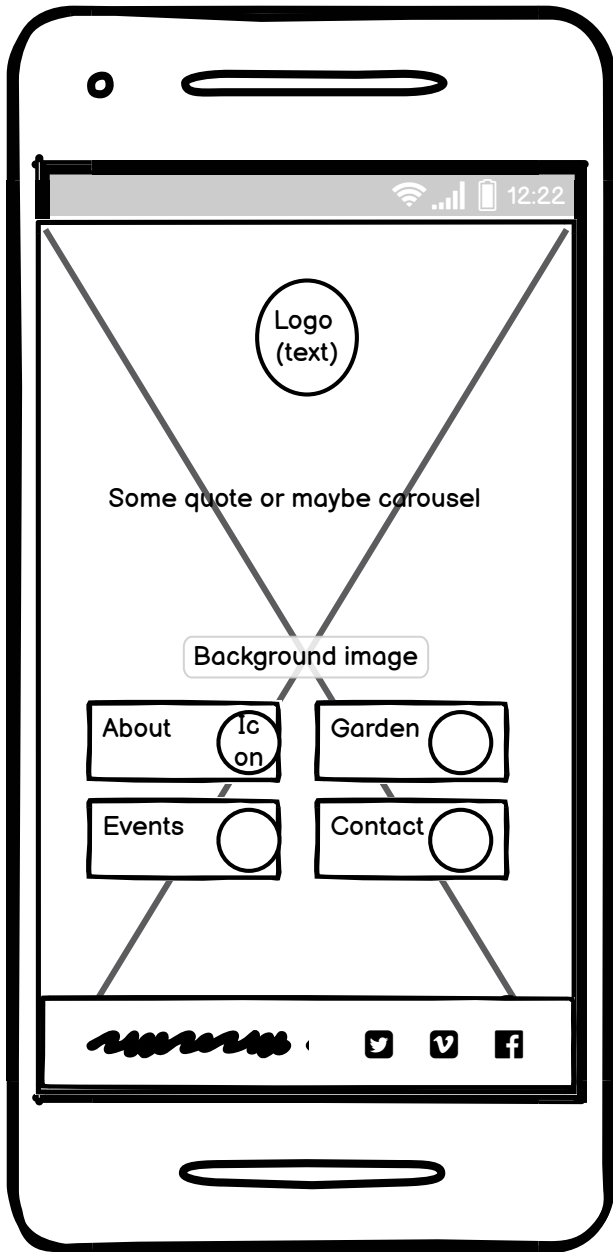 12:22
Logo
(text)
Some quote or maybe carousel
Background image
About
Ic
on
Garden
Events
Contact